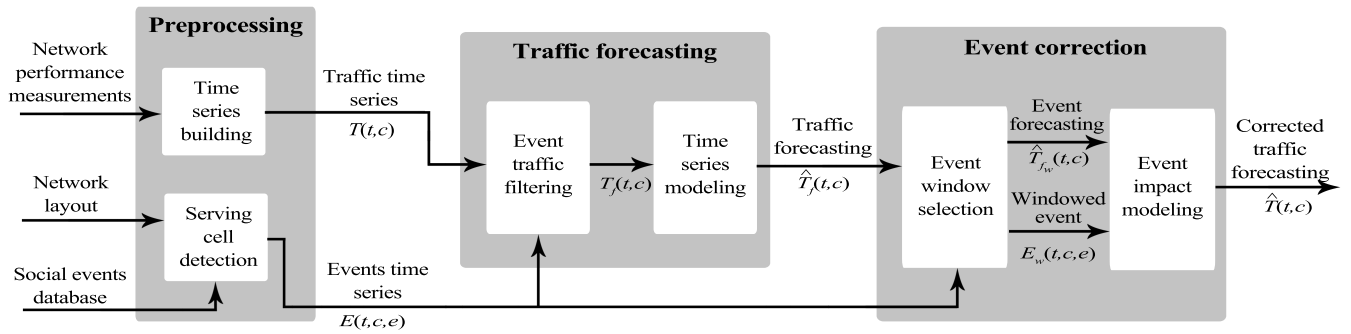 Preprocessing
Network
performance
measurements
Time
series
building
Traffic time
series
T(t,c)
Network
layout
Serving
cell
detection
Social events
database
Events time
series
E(t,c,e)
Traffic forecasting
Event
traffic
filtering
T_f(t,c)
Time
series
modeling
Traffic
forecasting
T̂_f(t,c)
Event correction
Event
window
selection
Event
forecasting
T̂_{f_w}(t,c)
Windowed
event
E_w(t,c,e)
Event
impact
modeling
Corrected
traffic
forecasting
T̂(t,c)